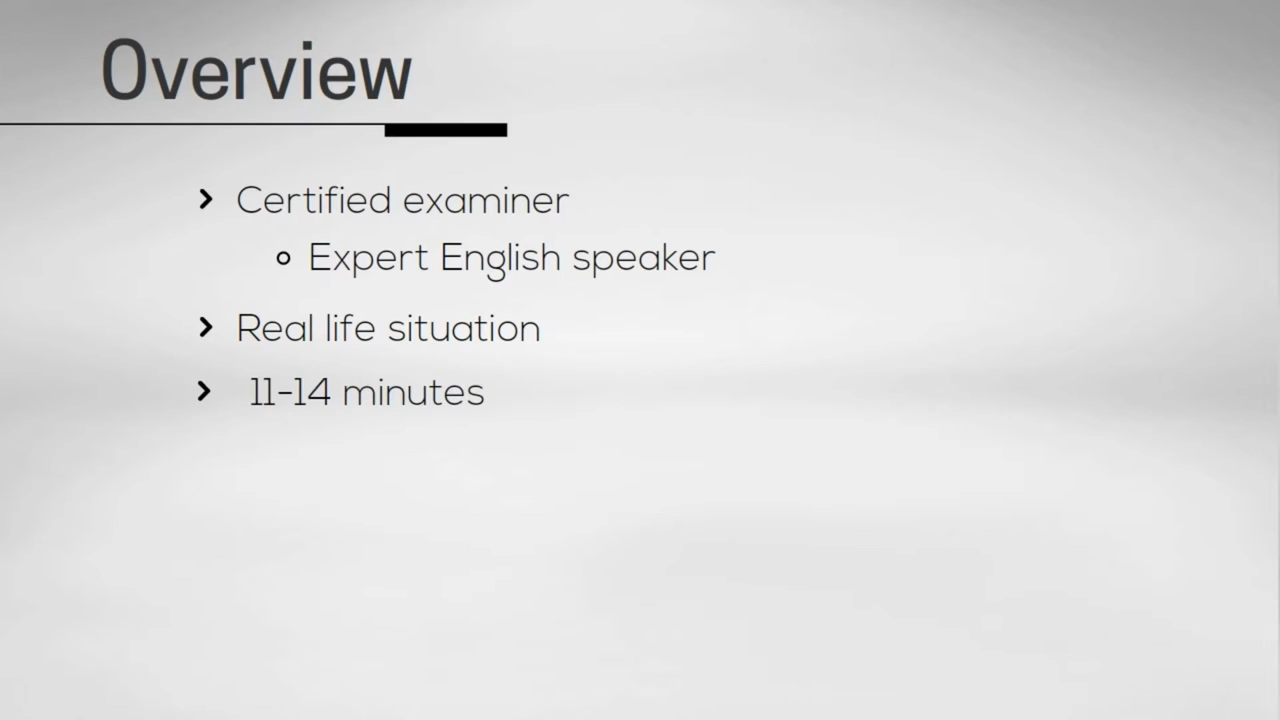 Overview
Certified examiner
Expert English speaker
Real life situation
11-14 minutes